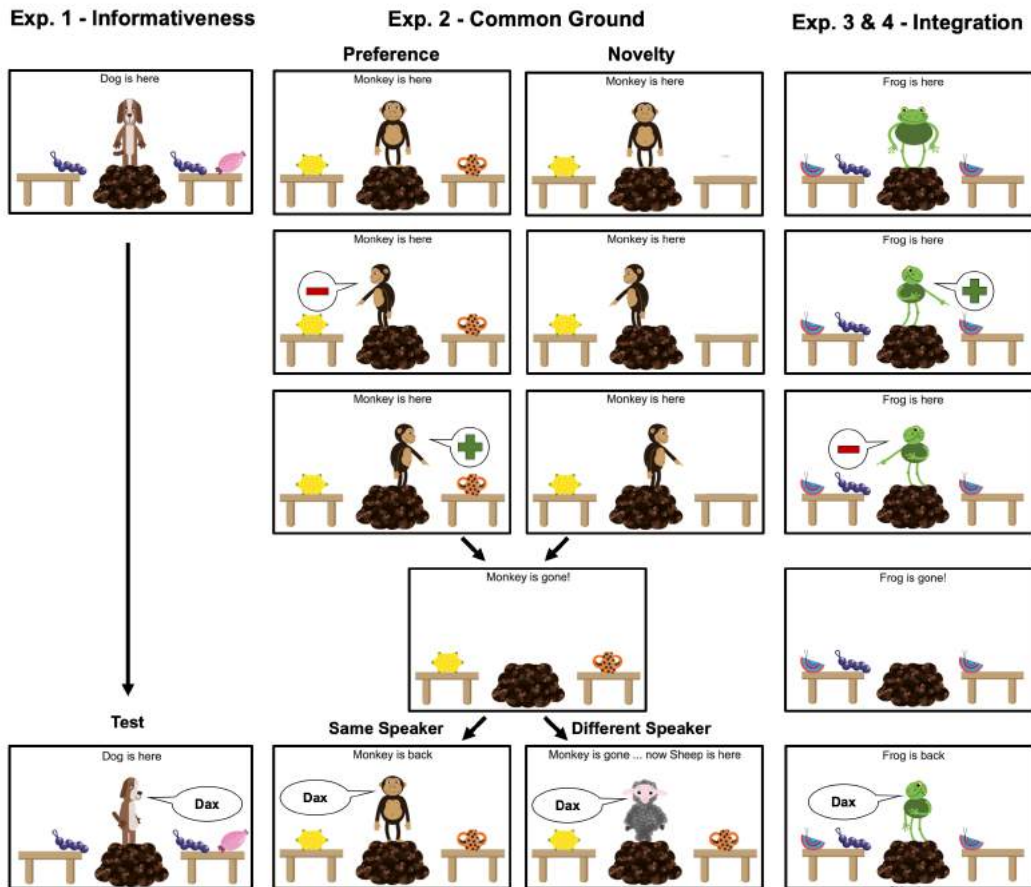 Exp. 1 - Informativeness
Exp. 2 - Common Ground
Exp. 3 & 4 - Integration
Preference
Novelty
Dog is here
Monkey is here
Monkey is here
Frog is here
Monkey is here
Monkey is here
Frog is here
Monkey is here
Monkey is here
Frog is here
Monkey is gone!
Frog is gone!
Test
Same Speaker
Different Speaker
Dog is here
Monkey is back
Monkey is gone ... now Sheep is here
Frog is back
Dax
Dax
Dax
Dax